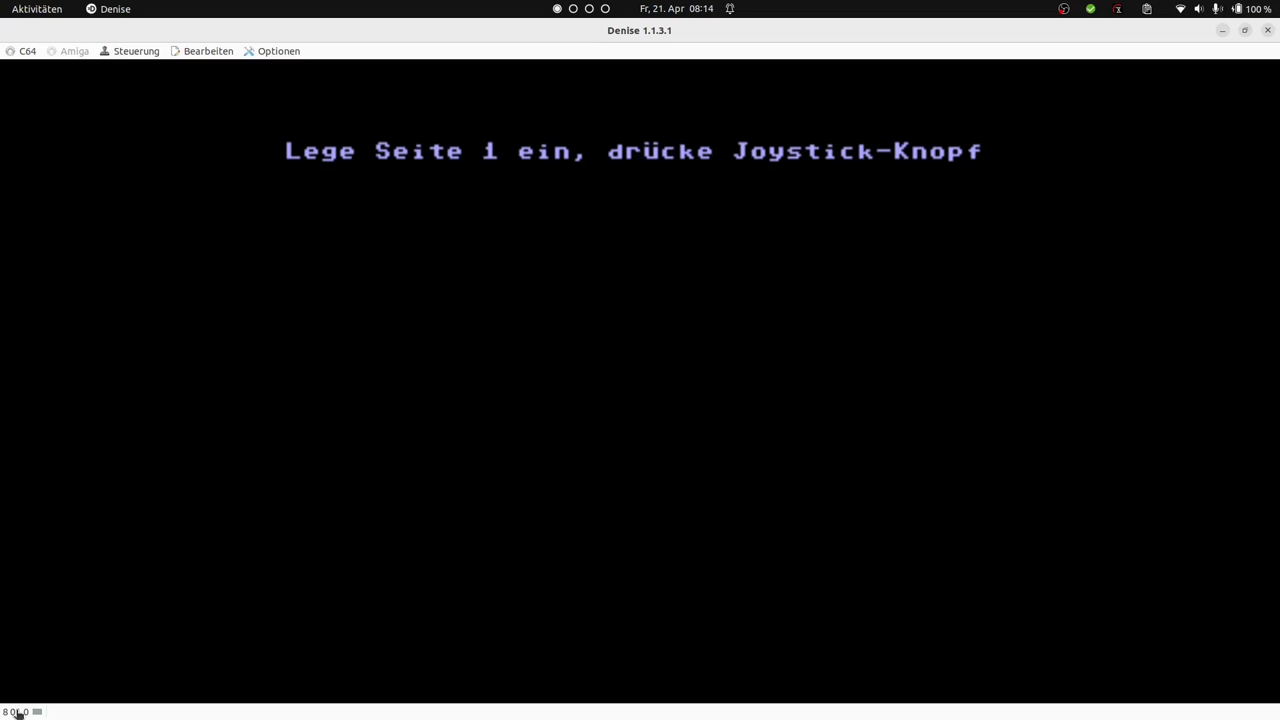 Aktivitäten Denise Fr, 21. Apr 08:14 100 %
Denise 1.1.3.1
C64 Amiga Steuerung Bearbeiten Optionen
Lege Seite 1 ein, drücke Joystick-Knopf
8